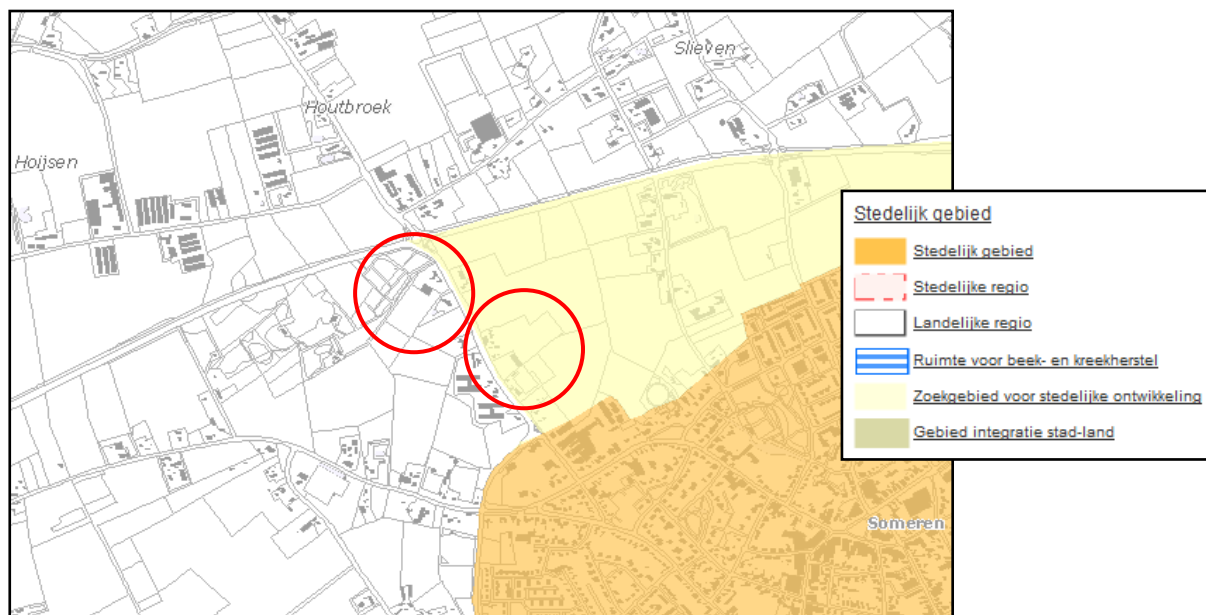 Slieven
Houtbroek
Hoijsen
Someren
Stedelijk gebied
Stedelijk gebied
Stedelijke regio
Landelijke regio
Ruimte voor beek- en kreekherstel
Zoekgebied voor stedelijke ontwikkeling
Gebied integratie stad-land